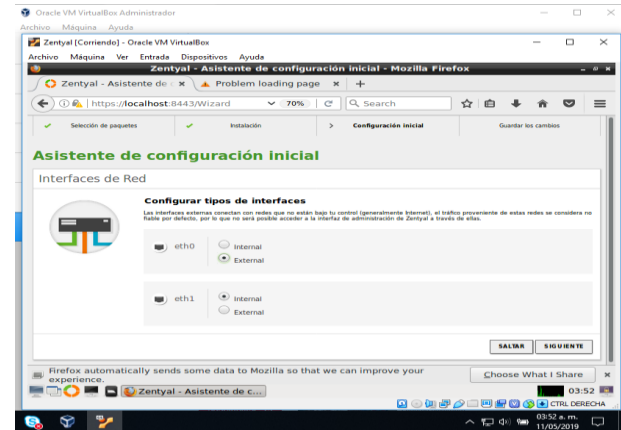 Oracle VM VirtualBox Administrador
Archivo Máquina Ayuda
Zentyal [Corriendo] - Oracle VM VirtualBox
Archivo Máquina Ver Entrada Dispositivos Ayuda
Zentyal - Asistente de configuración inicial - Mozilla Firefox
Zentyal - Asistente de
Problem loading page
https://localhost:8443/Wizard
70%
Search
Selección de paquetes
Instalación
Configuración inicial
Guardar los cambios
Asistente de configuración inicial
Interfaces de Red
Configurar tipos de interfaces
Las interfaces externas conectan con redes que no están bajo tu control (generalmente Internet), el tráfico proveniente de estas redes se considera no
fiable por defecto, por lo que no será posible acceder a la interfaz de administración de Zentyal a través de ellas.
eth0
Internal
External
eth1
Internal
External
SALTAR
SIGUIENTE
Firefox automatically sends some data to Mozilla so that we can improve your
experience.
Choose What I Share
Zentyal - Asistente de c...
03:52
CTRL DERECHA
03:52 a. m.
11/05/2019